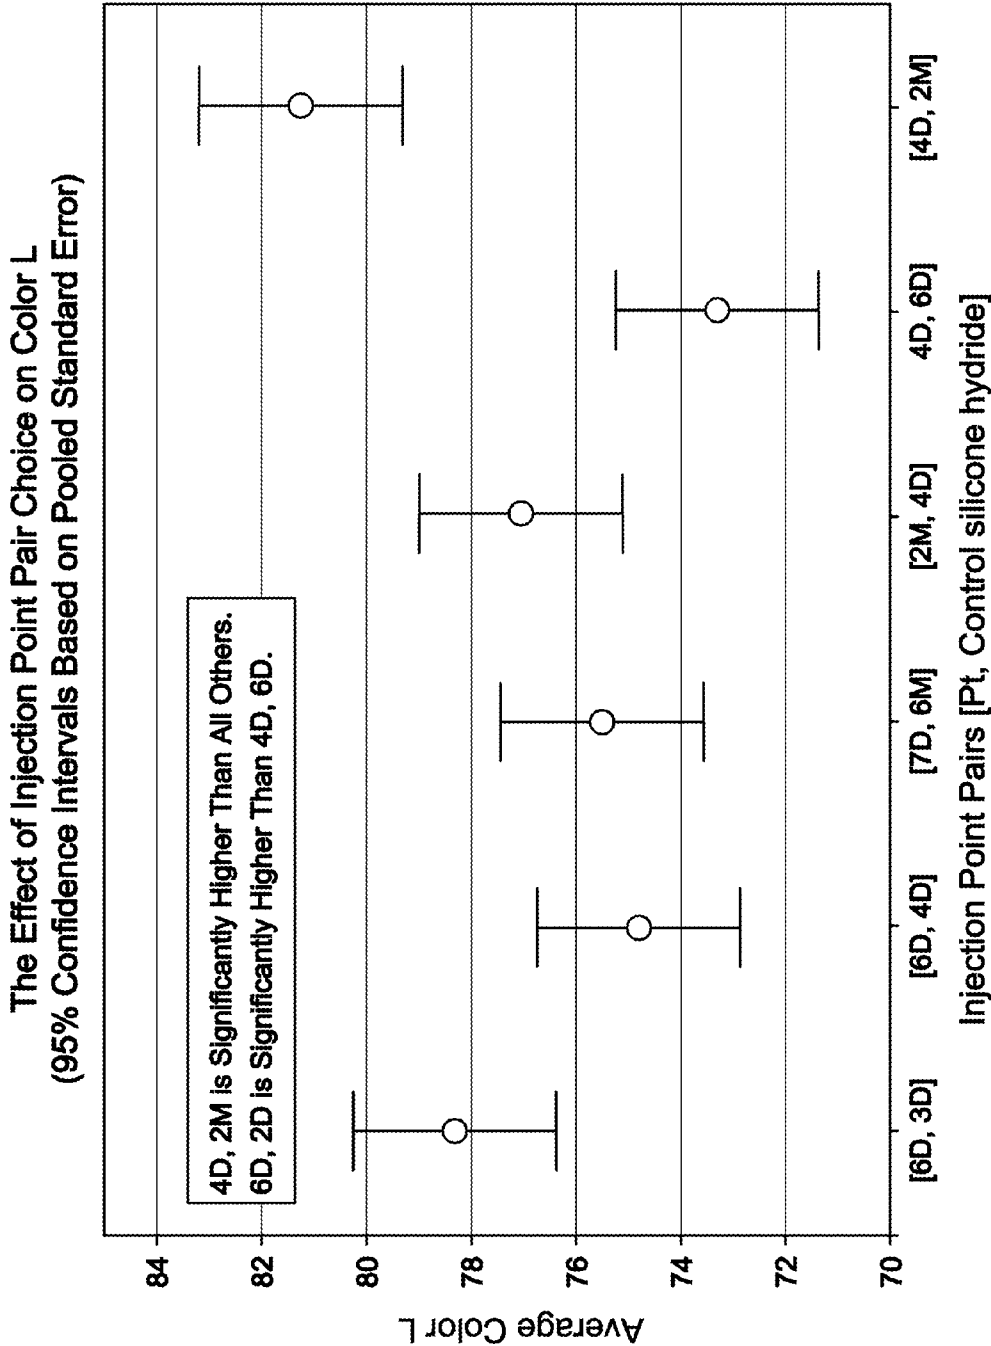 The Effect of Injection Point Pair Choice on Color L
(95% Confidence Intervals Based on Pooled Standard Error)
4D, 2M is Significantly Higher Than All Others.
6D, 2D is Significantly Higher Than 4D, 6D.
Average Color L
84
82
80
78
76
74
72
70
[6D, 3D]
[6D, 4D]
[7D, 6M]
[2M, 4D]
4D, 6D]
[4D, 2M]
Injection Point Pairs [Pt, Control silicone hydride]